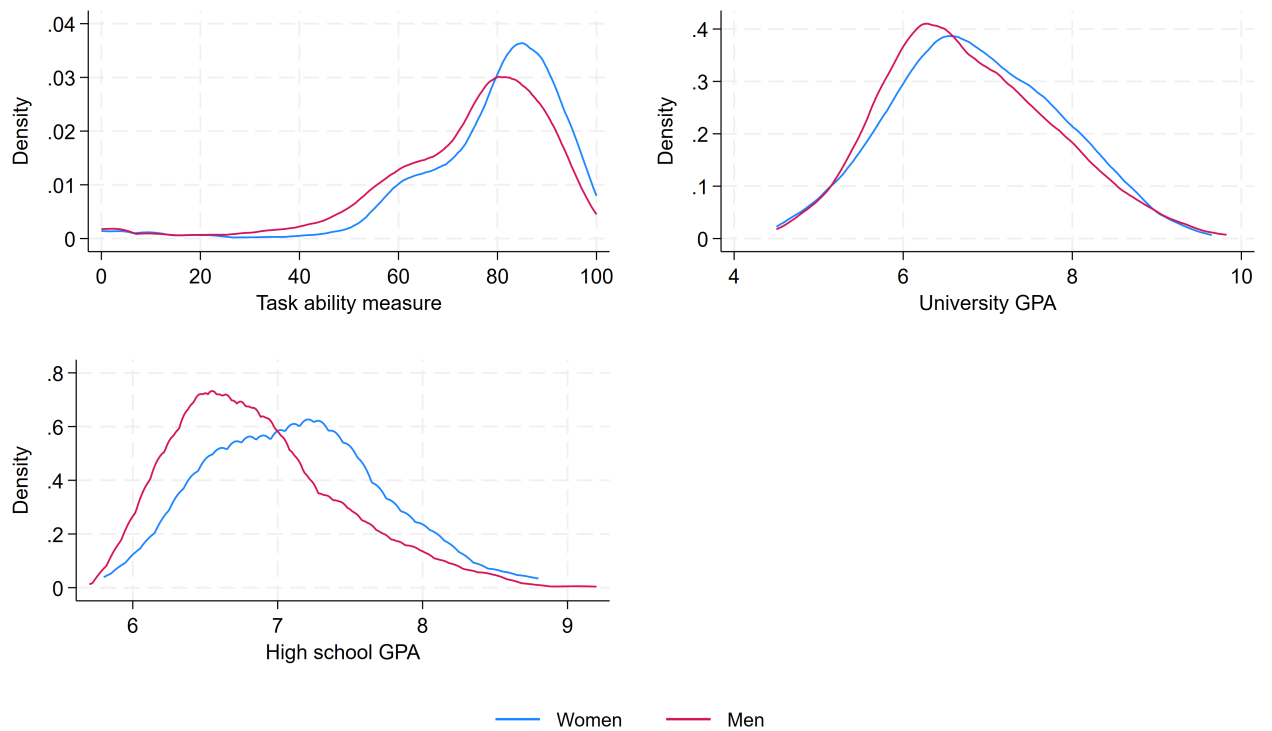 .04
.03
.02
.01
0
Density
0 20 40 60 80 100
Task ability measure
.4
.3
.2
.1
0
Density
4 6 8 10
University GPA
.8
.6
.4
.2
0
Density
6 7 8 9
High school GPA
Women Men